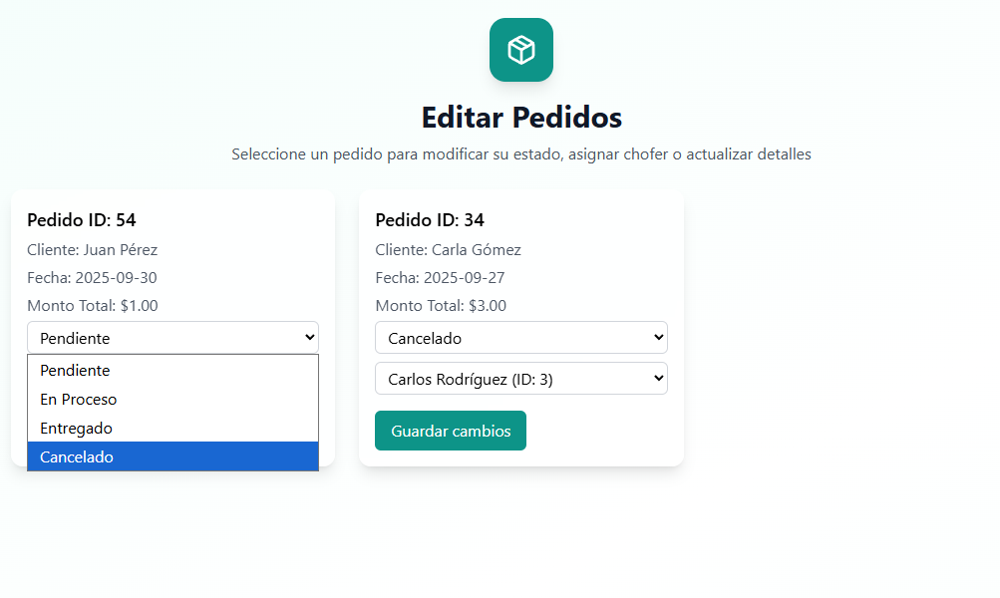 Editar Pedidos
Seleccione un pedido para modificar su estado, asignar chofer o actualizar detalles
Pedido ID: 54
Cliente: Juan Pérez
Fecha: 2025-09-30
Monto Total: $1.00
Pendiente
Pendiente
En Proceso
Entregado
Cancelado
Pedido ID: 34
Cliente: Carla Gómez
Fecha: 2025-09-27
Monto Total: $3.00
Cancelado
Carlos Rodríguez (ID: 3)
Guardar cambios